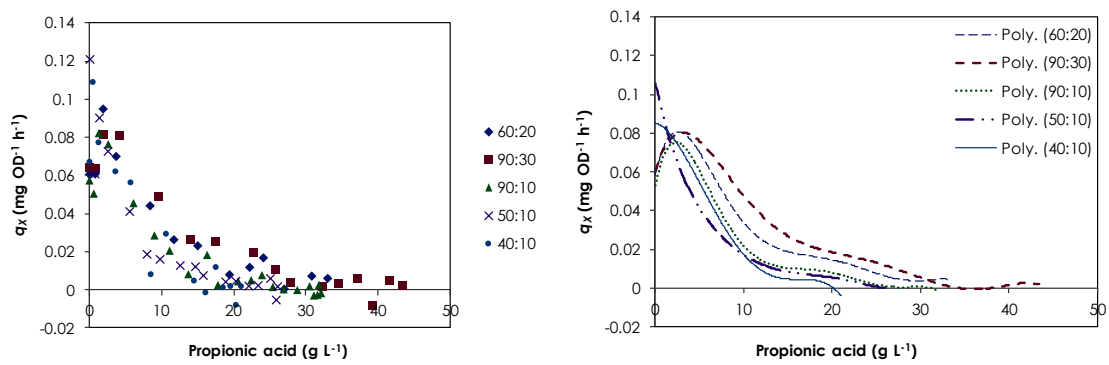 0.14
0.12
0.1
0.08
0.06
0.04
0.02
0
-0.02
0 10 20 30 40 50
qX (mg OD-1 h-1)
Propionic acid (g L-1)
60:20
90:30
90:10
50:10
40:10
0.14
0.12
0.1
0.08
0.06
0.04
0.02
0
-0.02
0 10 20 30 40 50
qX (mg OD-1 h-1)
Propionic acid (g L-1)
Poly. (60:20)
Poly. (90:30)
Poly. (90:10)
Poly. (50:10)
Poly. (40:10)